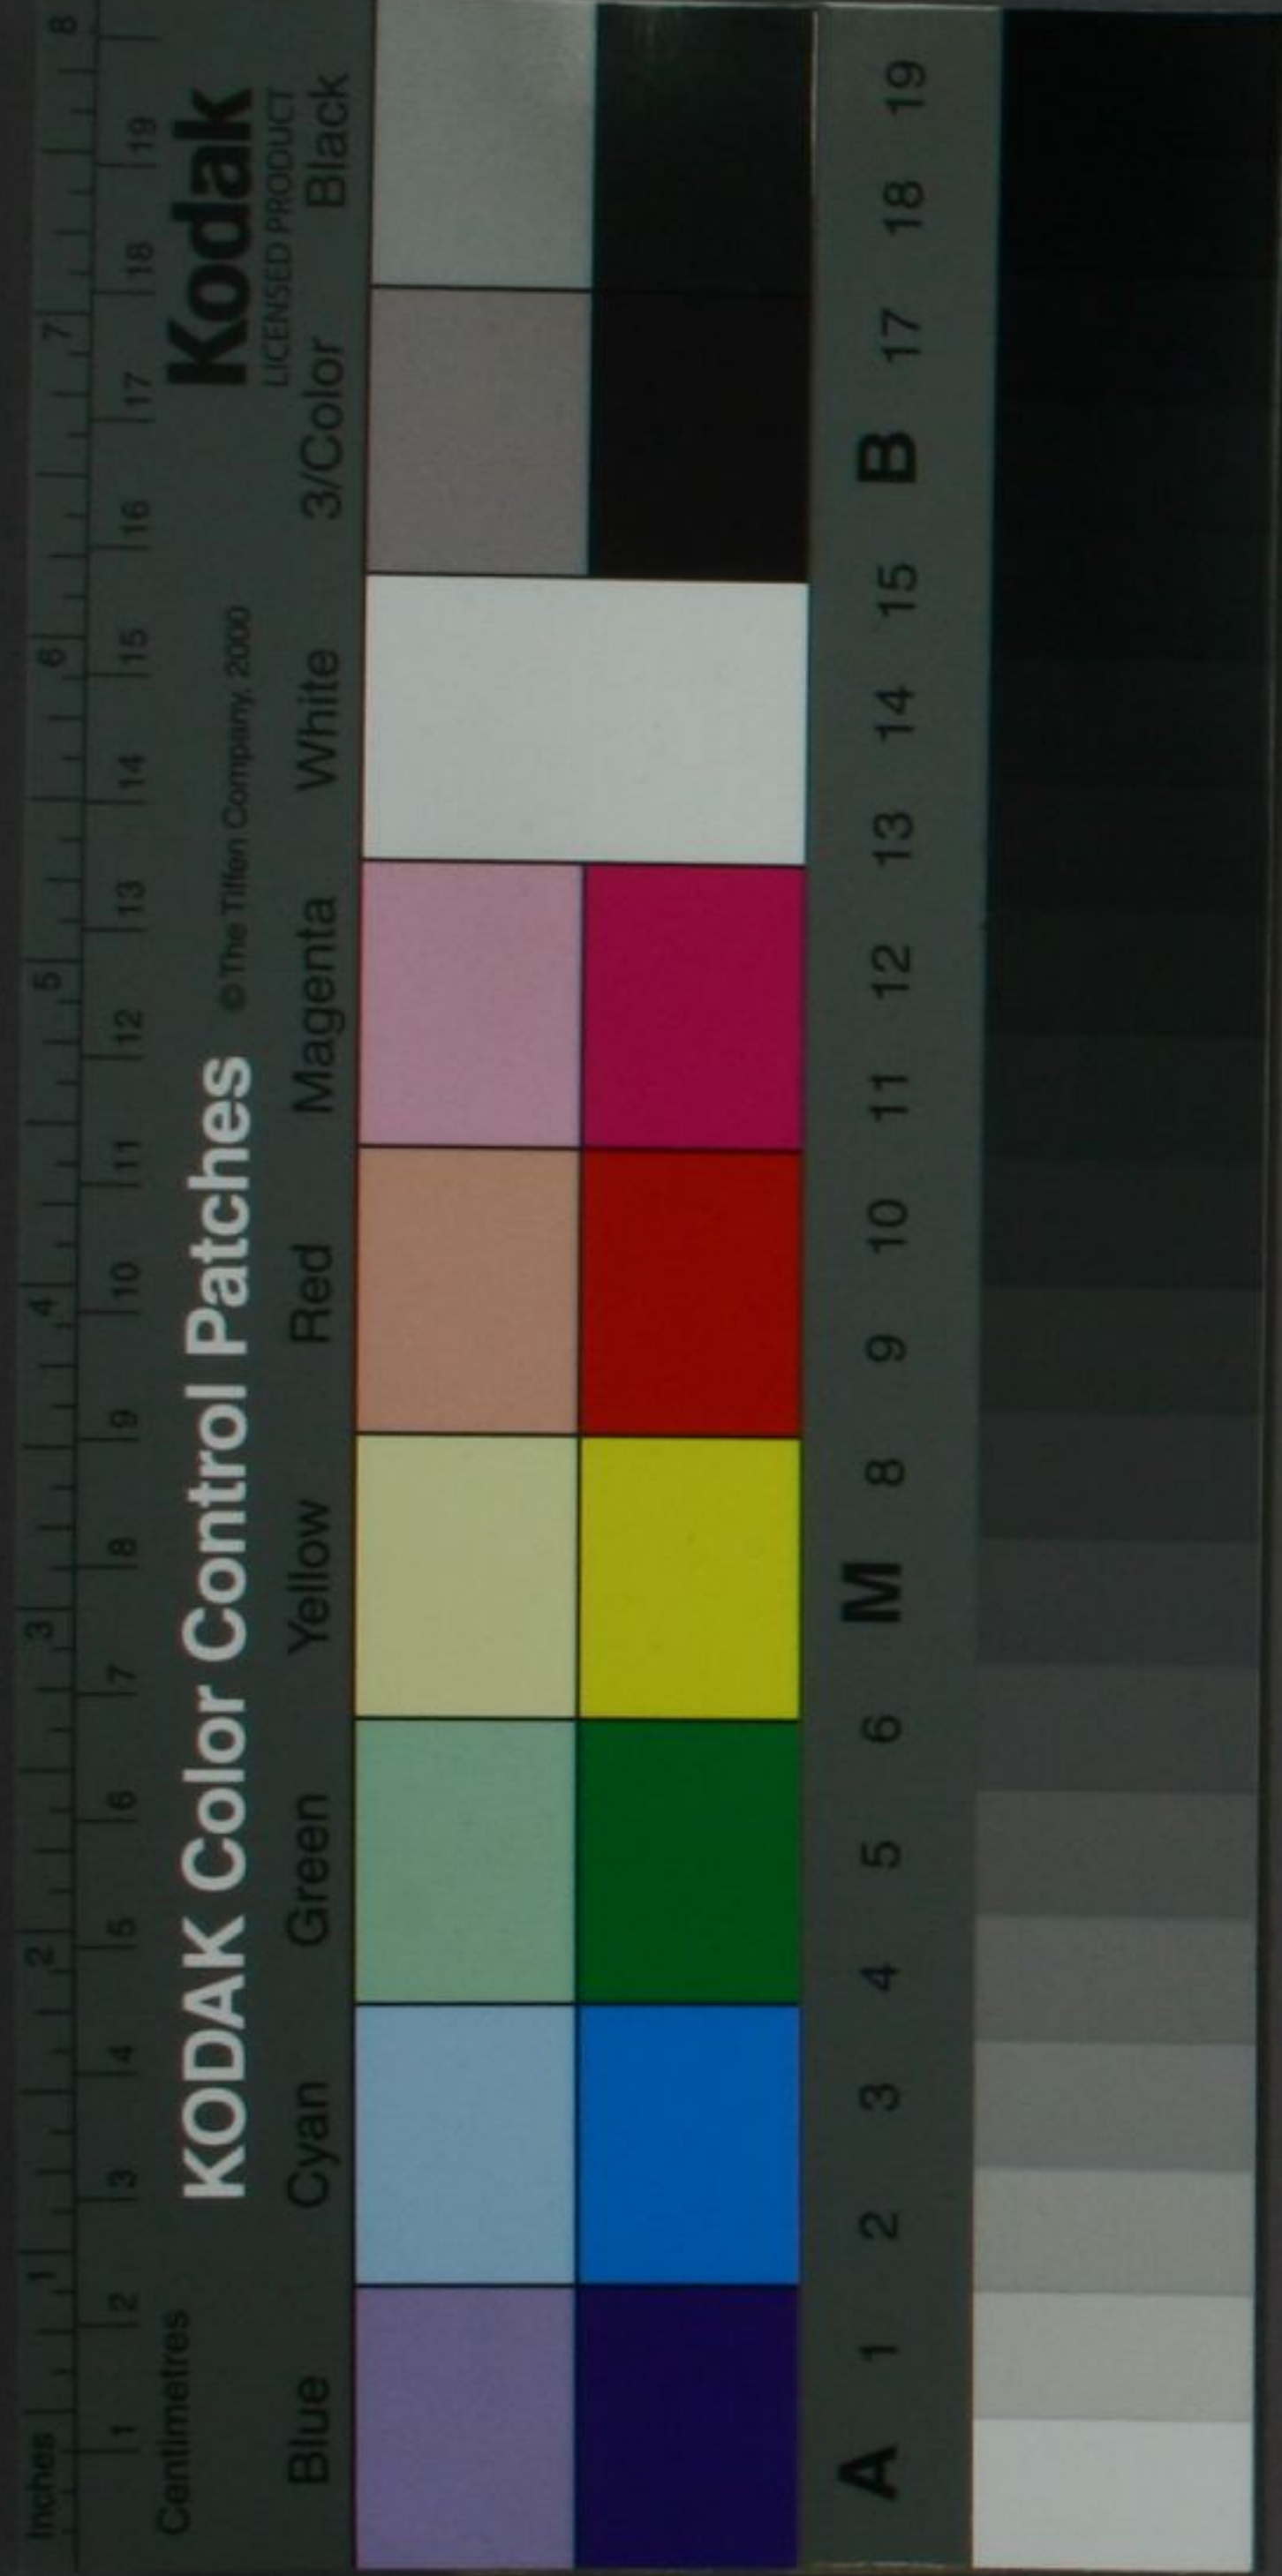 Inches 1 2 3 4 5 6 7 8
1 2 3 4 5 6 7 8 9 10 11 12 13 14 15 16 17 18 19
Centimetres
KODAK Color Control Patches © The Tiffen Company, 2000 Kodak
LICENSED PRODUCT
Blue Cyan Green Yellow Red Magenta White 3/Color Black
A 1 2 3 4 5 6 M 8 9 10 11 12 13 14 15 B 17 18 19